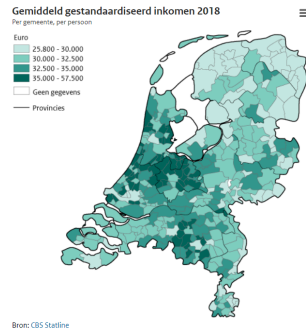 Gemiddeld gestandaardiseerd inkomen 2018
Per gemeente, per persoon
Euro
25.800 - 30.000
30.000 - 32.500
32.500 - 35.000
35.000 - 57.500
Geen gegevens
Provincies
Bron: CBS Statline